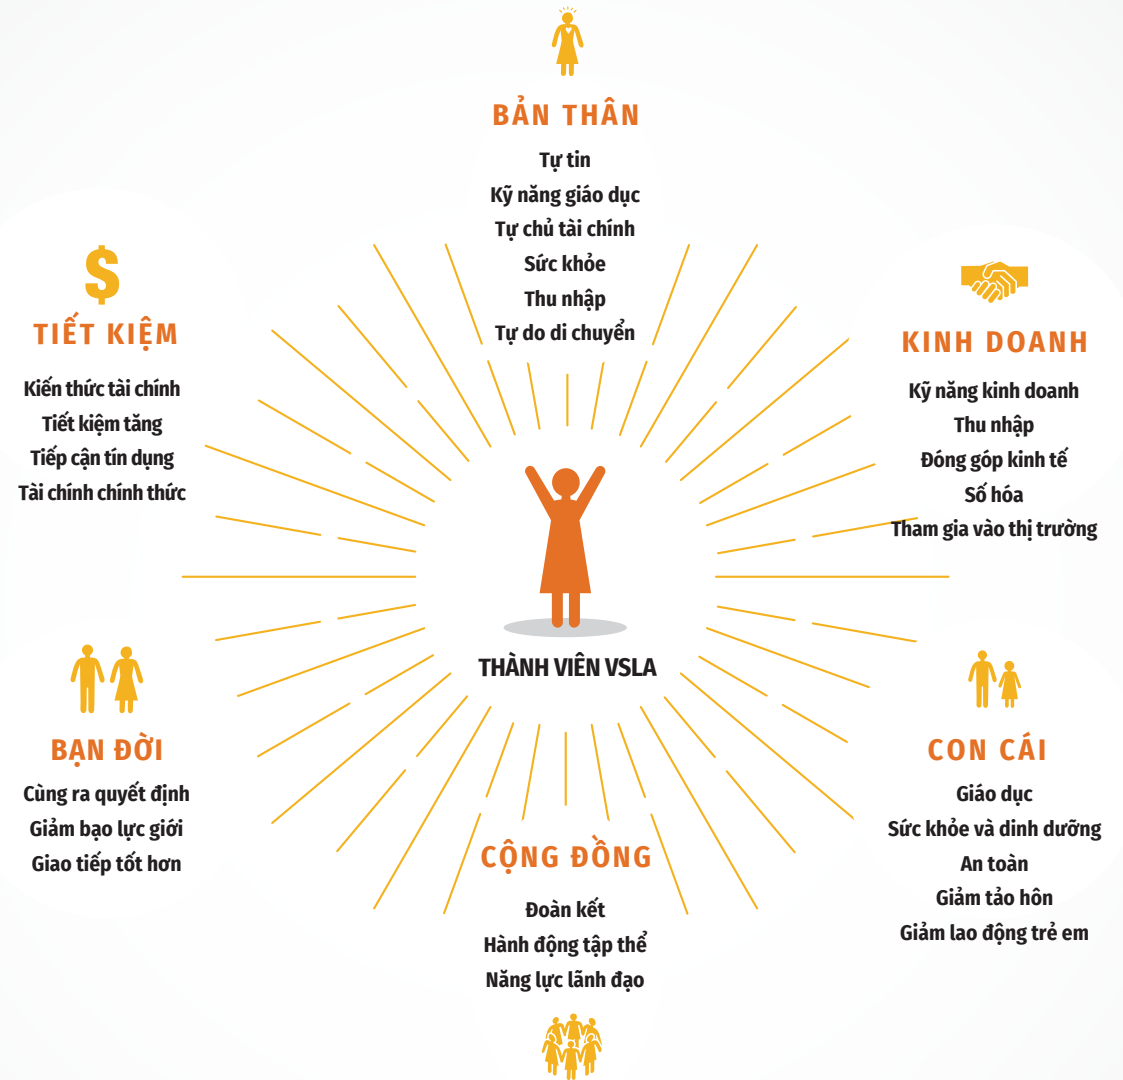 BẢN THÂN
Tự tin
Kỹ năng giáo dục
Tự chủ tài chính
Sức khỏe
Thu nhập
Tự do di chuyển
$
TIẾT KIỆM
Kiến thức tài chính
Tiết kiệm tăng
Tiếp cận tín dụng
Tài chính chính thức
KINH DOANH
Kỹ năng kinh doanh
Thu nhập
Đóng góp kinh tế
Số hóa
Tham gia vào thị trường
THÀNH VIÊN VSLA
BẠN ĐỜI
Cùng ra quyết định
Giảm bạo lực giới
Giao tiếp tốt hơn
CON CÁI
Giáo dục
Sức khỏe và dinh dưỡng
An toàn
Giảm tảo hôn
Giảm lao động trẻ em
CỘNG ĐỒNG
Đoàn kết
Hành động tập thể
Năng lực lãnh đạo